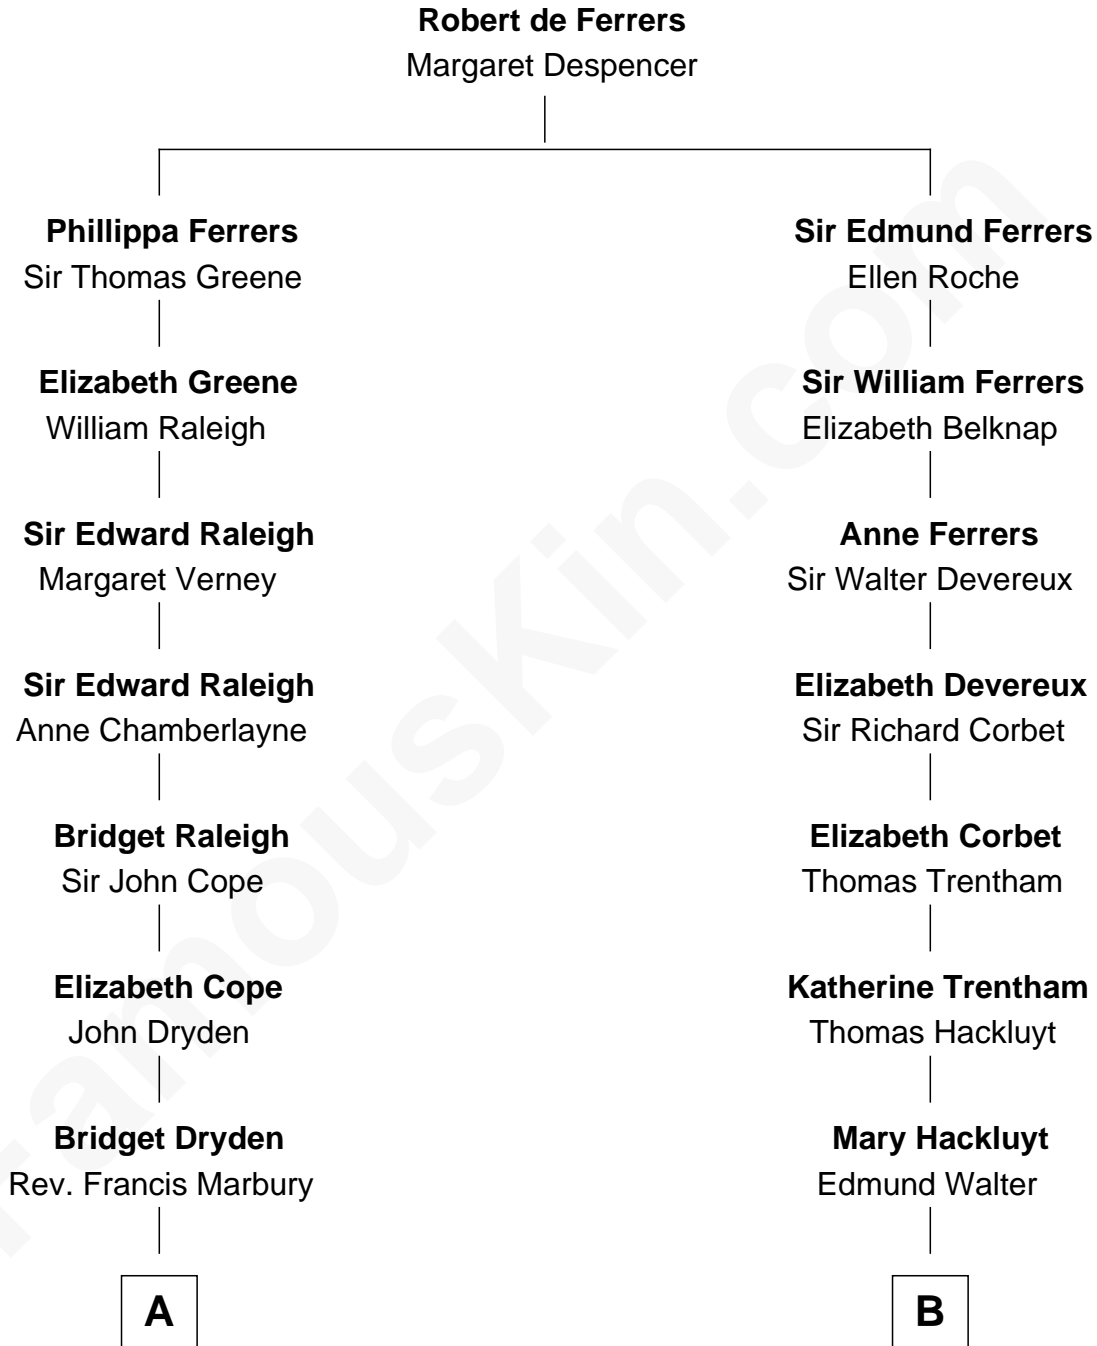 Robert de Ferrers
Margaret Despencer
Phillippa Ferrers
Sir Thomas Greene
Elizabeth Greene
William Raleigh
Sir Edward Raleigh
Margaret Verney
Sir Edward Raleigh
Anne Chamberlayne
Bridget Raleigh
Sir John Cope
Elizabeth Cope
John Dryden
Bridget Dryden
Rev. Francis Marbury
A
Sir Edmund Ferrers
Ellen Roche
Sir William Ferrers
Elizabeth Belknap
Anne Ferrers
Sir Walter Devereux
Elizabeth Devereux
Sir Richard Corbet
Elizabeth Corbet
Thomas Trentham
Katherine Trentham
Thomas Hackluyt
Mary Hackluyt
Edmund Walter
B
FamousKin.com